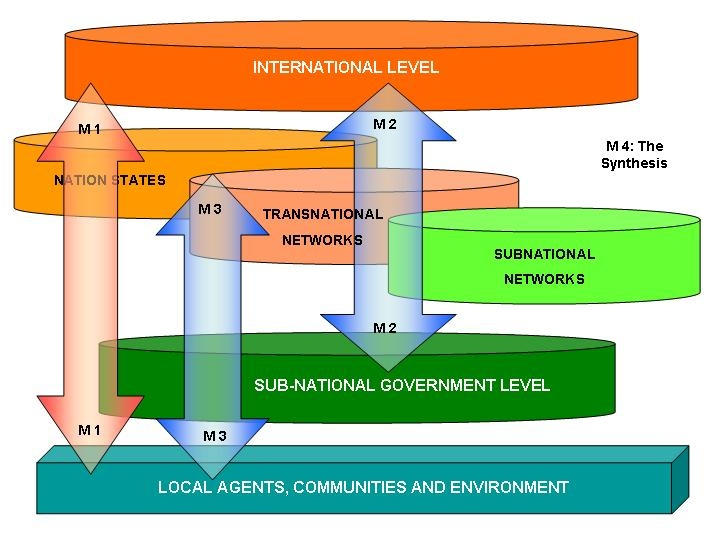 INTERNATIONAL LEVEL
M 1
M 2
M 4: The
Synthesis
NATION STATES
M 3
TRANSNATIONAL
NETWORKS
SUBNATIONAL
NETWORKS
M 2
SUB-NATIONAL GOVERNMENT LEVEL
M 1
M 3
LOCAL AGENTS, COMMUNITIES AND ENVIRONMENT